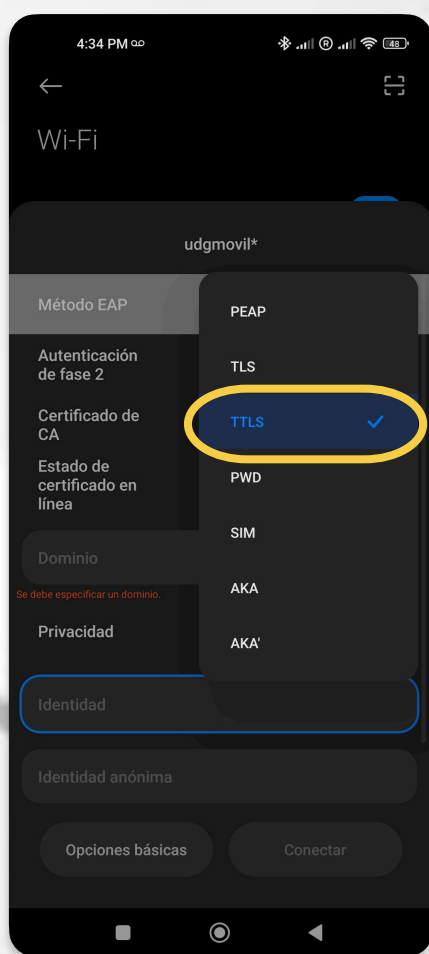 4:34 PM
48
Wi-Fi
udgmovil*
Método EAP
PEAP
Autenticación
de fase 2
TLS
Certificado de
CA
TTLS
Estado de
certificado en
línea
PWD
SIM
Dominio
AKA
Se debe especificar un dominio.
Privacidad
AKA'
Identidad
Identidad anónima
Opciones básicas
Conectar